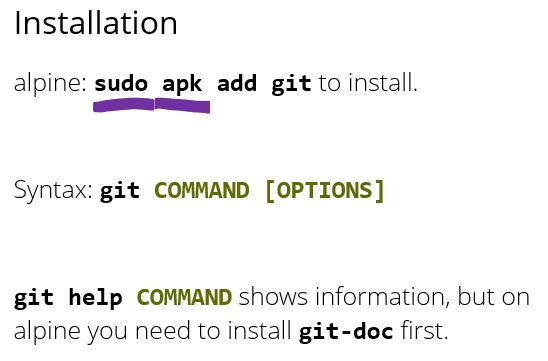 Installation
alpine: sudo apk add git to install.
Syntax: git COMMAND [OPTIONS]
git help COMMAND shows information, but on
alpine you need to install git-doc first.